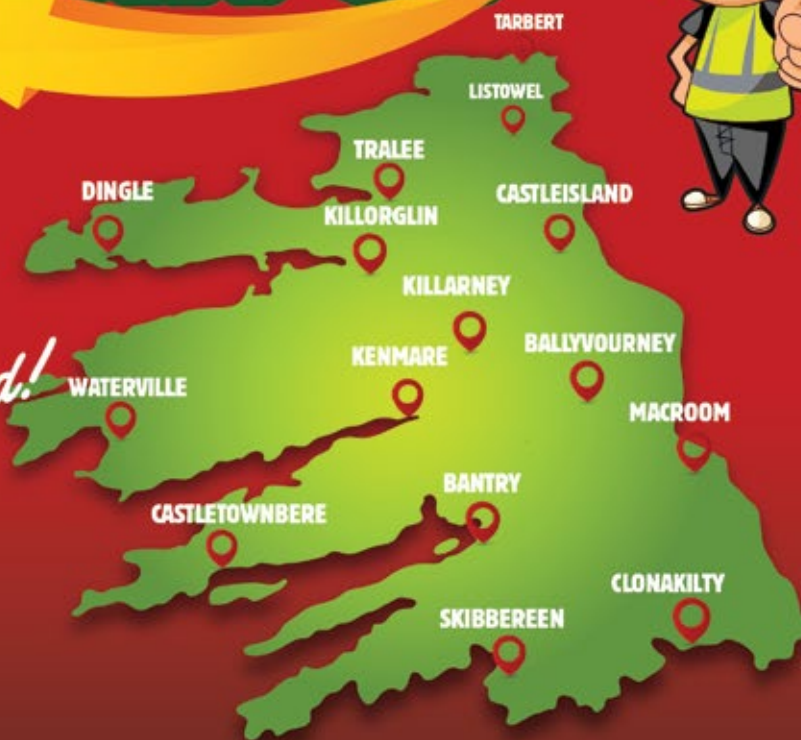 TARBERT
LISTOWEL
TRALEE
DINGLE
CASTLEISLAND
KILLORGLIN
KILLARNEY
BALLYVOURNEY
KENMARE
WATERVILLE
MACROOM
BANTRY
CASTLETOWNBERE
CLONAKILTY
SKIBBEREEN